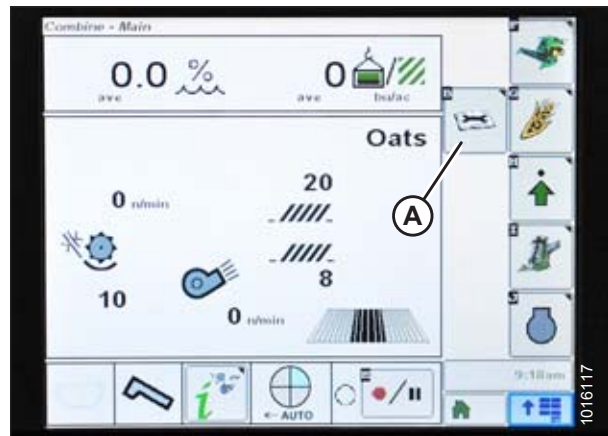 Combine - Main
0.0 %
ave
0 /
ave bu/ac
Oats
A
0 n/min
20
8
10
0 n/min
i
<- AUTO
/
9:18am
1016117